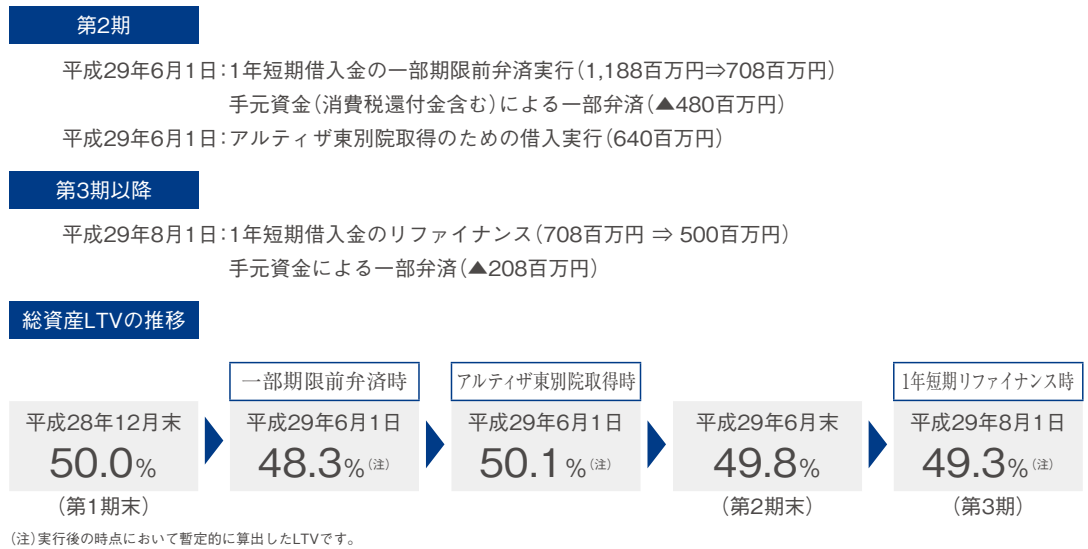 第2期
平成29年6月1日：1年短期借入金の一部期限前弁済実行（1,188百万円⇒708百万円）
手元資金（消費税還付金含む）による一部弁済（▲480百万円）
平成29年6月1日：アルティザ東別院取得のための借入実行（640百万円）
第3期以降
平成29年8月1日：1年短期借入金のリファイナンス（708百万円 ⇒ 500百万円）
手元資金による一部弁済（▲208百万円）
総資産LTVの推移
平成28年12月末
50.0%
（第1期末）
一部期限前弁済時
平成29年6月1日
48.3%（注）
アルティザ東別院取得時
平成29年6月1日
50.1%（注）
平成29年6月末
49.8%
（第2期末）
1年短期リファイナンス時
平成29年8月1日
49.3%（注）
（第3期）
（注）実行後の時点において暫定的に算出したLTVです。